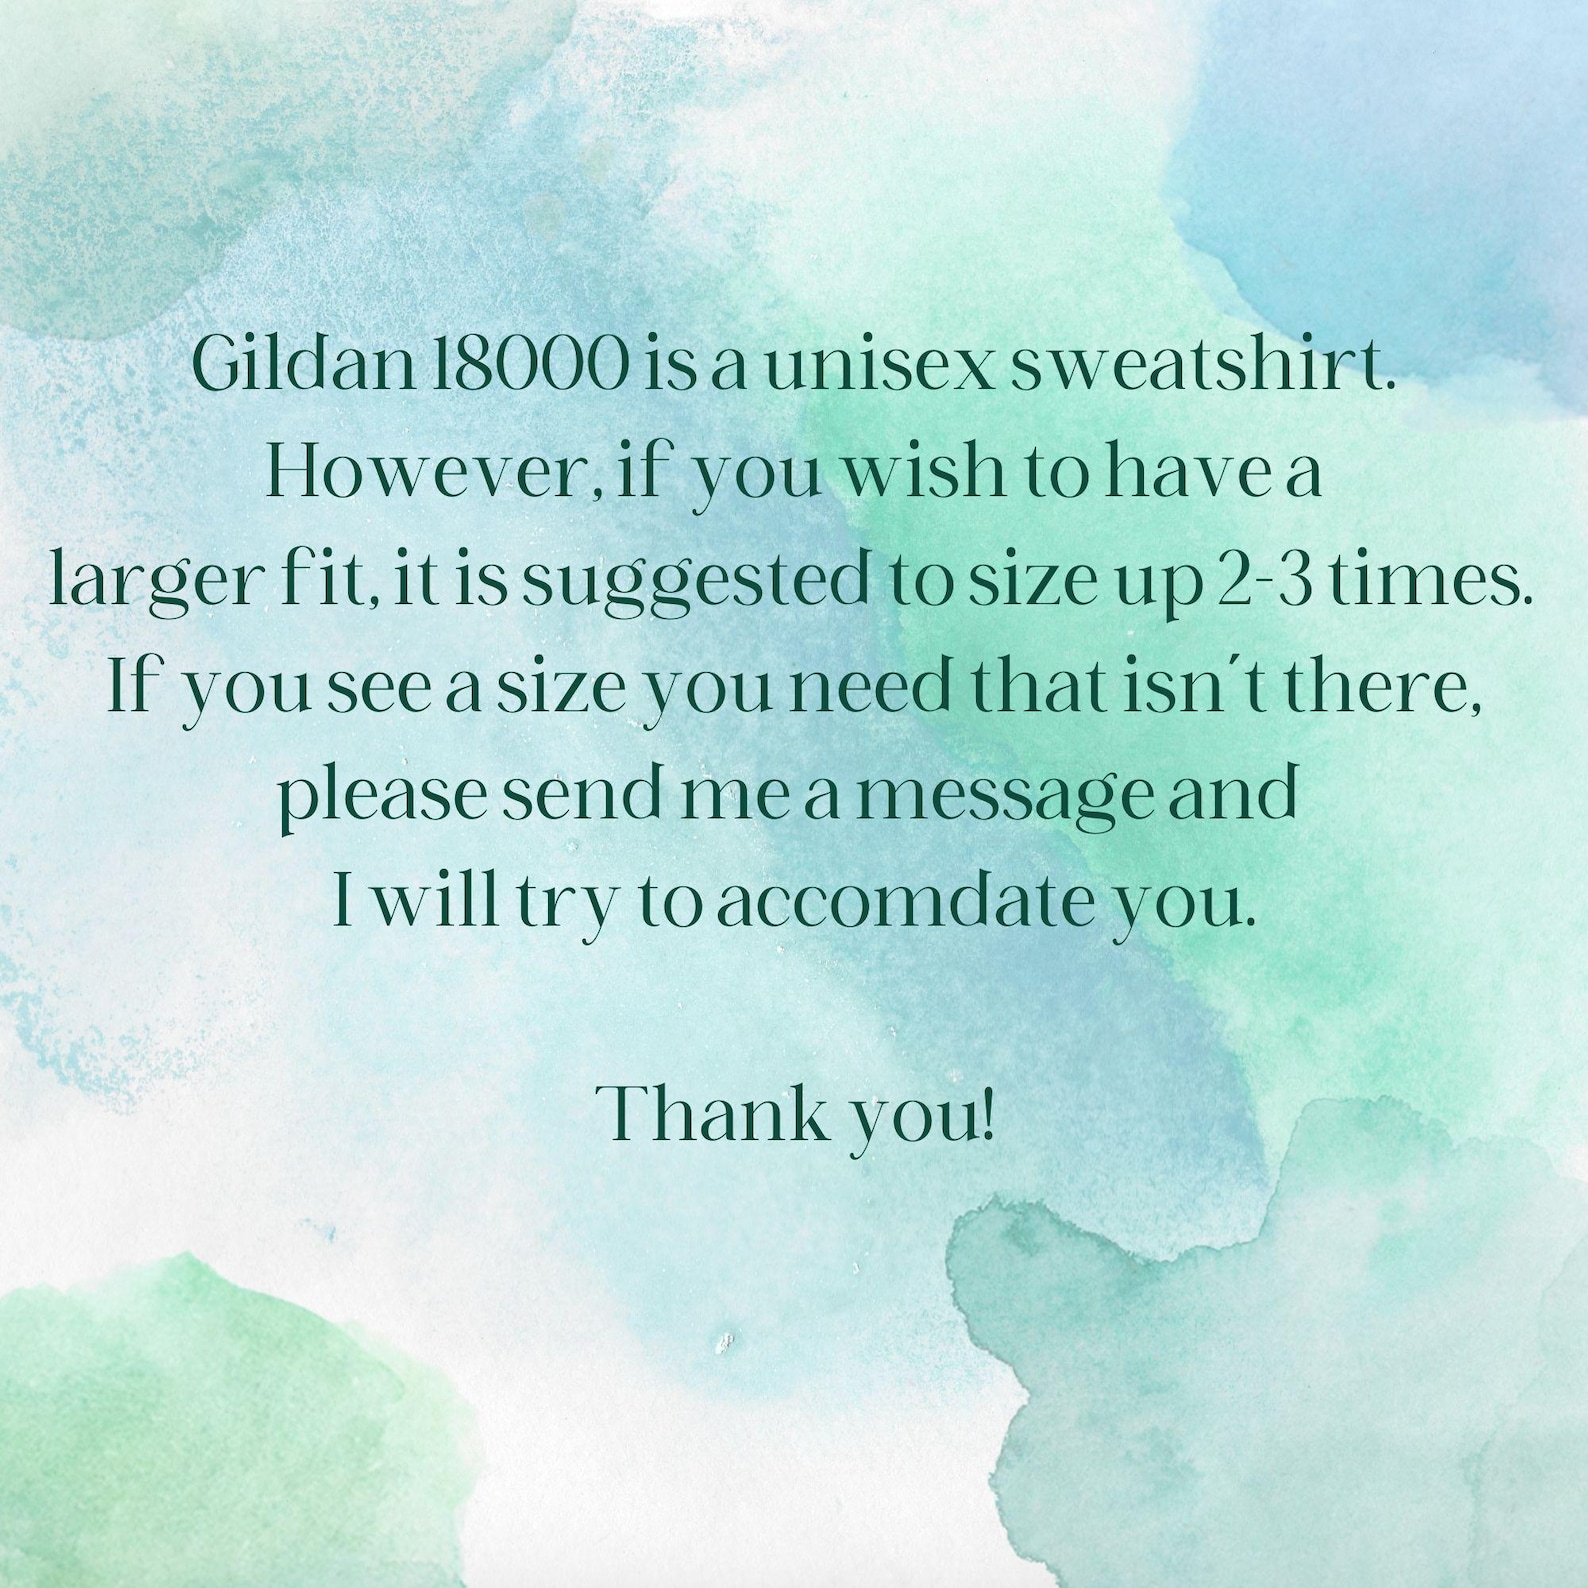 Gildan 18000 is a unisex sweatshirt.
However, if you wish to have a
larger fit, it is suggested to size up 2-3 times.
If you see a size you need that isn´t there,
please send me a message and
I will try to accomdate you.
Thank you!